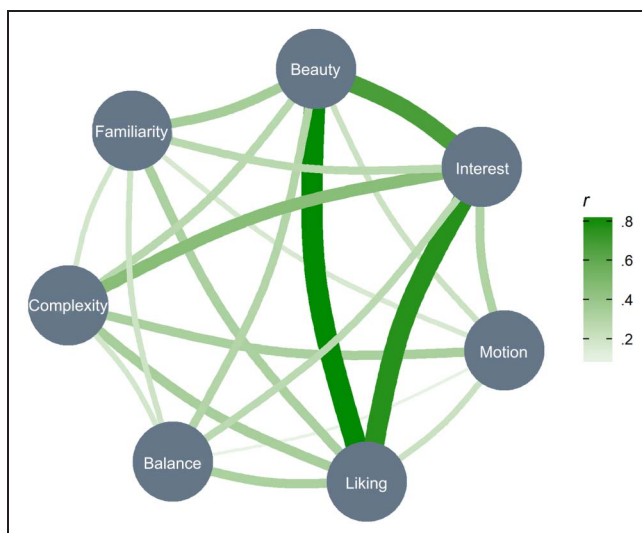 Beauty
Familiarity
Interest
r
.8
.6
.4
.2
Complexity
Motion
Balance
Liking